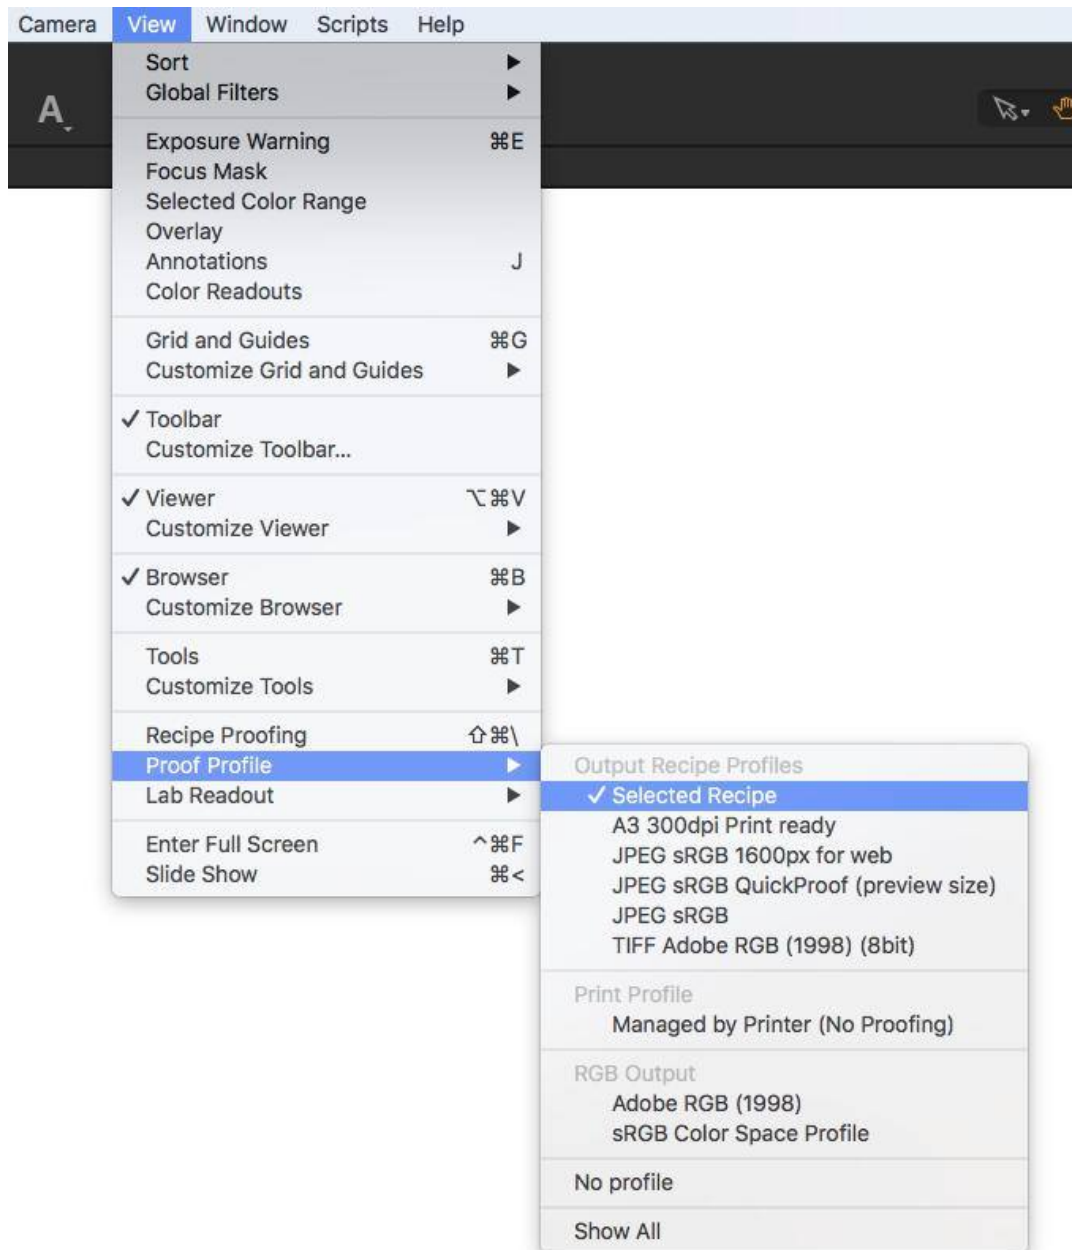 Camera View Window Scripts Help
A
Sort
Global Filters
Exposure Warning ⌘E
Focus Mask
Selected Color Range
Overlay
Annotations J
Color Readouts
Grid and Guides ⌘G
Customize Grid and Guides
✓ Toolbar
Customize Toolbar...
✓ Viewer ⌥⌘V
Customize Viewer
✓ Browser ⌘B
Customize Browser
Tools ⌘T
Customize Tools
Recipe Proofing ⇧⌘\
Proof Profile
Lab Readout
Enter Full Screen ^⌘F
Slide Show ⌘<
Output Recipe Profiles
✓ Selected Recipe
A3 300dpi Print ready
JPEG sRGB 1600px for web
JPEG sRGB QuickProof (preview size)
JPEG sRGB
TIFF Adobe RGB (1998) (8bit)
Print Profile
Managed by Printer (No Proofing)
RGB Output
Adobe RGB (1998)
sRGB Color Space Profile
No profile
Show All